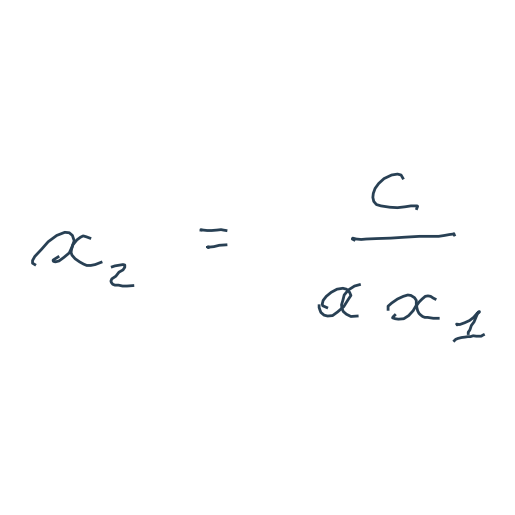 x₂ = c / (a x₁)